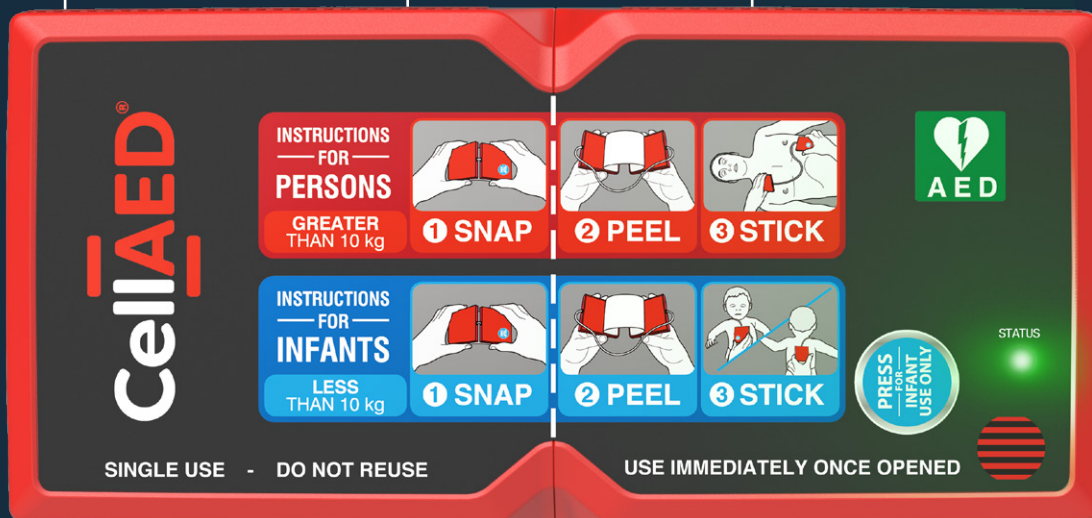 CellAED®
INSTRUCTIONS
FOR
PERSONS
GREATER
THAN 10 kg
1 SNAP
2 PEEL
3 STICK
INSTRUCTIONS
FOR
INFANTS
LESS
THAN 10 kg
1 SNAP
2 PEEL
3 STICK
AED
STATUS
PRESS
FOR
INFANT
USE ONLY
SINGLE USE - DO NOT REUSE
USE IMMEDIATELY ONCE OPENED